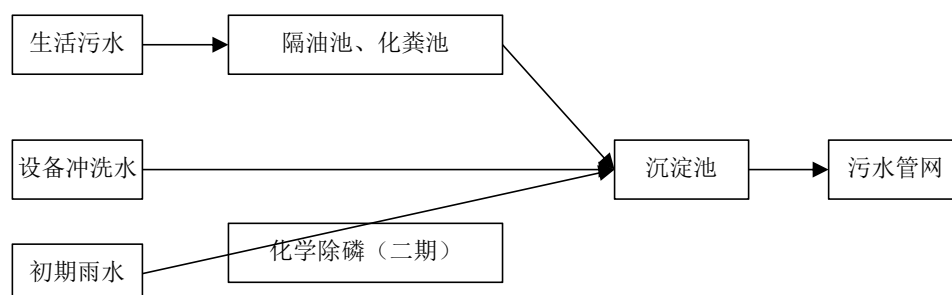 生活污水
隔油池、化粪池
设备冲洗水
沉淀池
污水管网
化学除磷（二期）
初期雨水